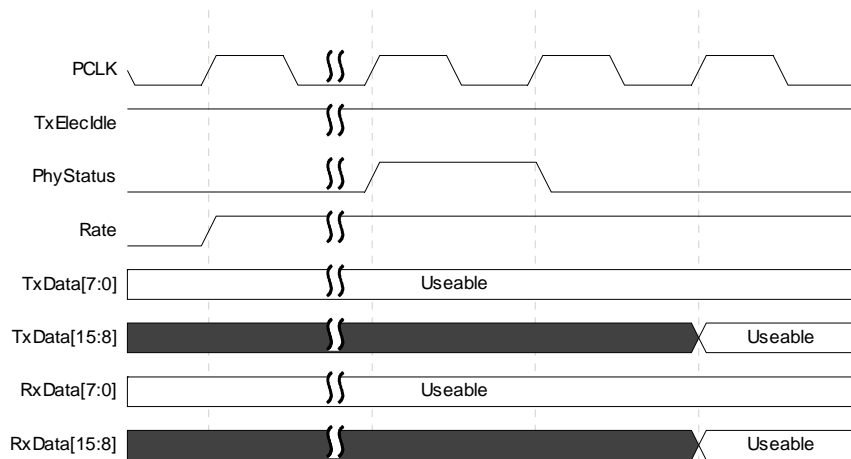 PCLK
TxElecIdle
PhyStatus
Rate
TxData[7:0] Useable
TxData[15:8] Useable
RxData[7:0] Useable
RxData[15:8] Useable